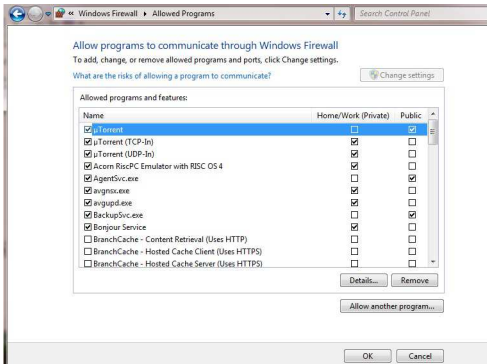 « Windows Firewall ▸ Allowed Programs
Search Control Panel
Allow programs to communicate through Windows Firewall
To add, change, or remove allowed programs and ports, click Change settings.
What are the risks of allowing a program to communicate?
Change settings
Allowed programs and features:
Name Home/Work (Private) Public
µTorrent
µTorrent (TCP-In)
µTorrent (UDP-In)
Acorn RiscPC Emulator with RISC OS 4
AgentSvc.exe
avgnsx.exe
avgupd.exe
BackupSvc.exe
Bonjour Service
BranchCache - Content Retrieval (Uses HTTP)
BranchCache - Hosted Cache Client (Uses HTTPS)
BranchCache - Hosted Cache Server (Uses HTTPS)
Details... Remove
Allow another program...
OK Cancel